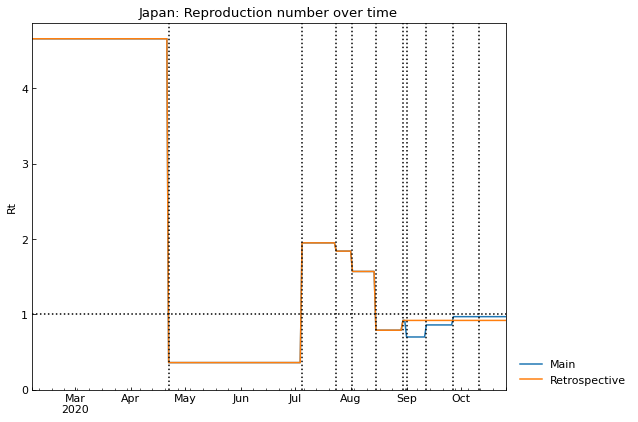 Japan: Reproduction number over time
Rt
4
3
2
1
0
Mar Apr May Jun Jul Aug Sep Oct
2020
Main
Retrospective